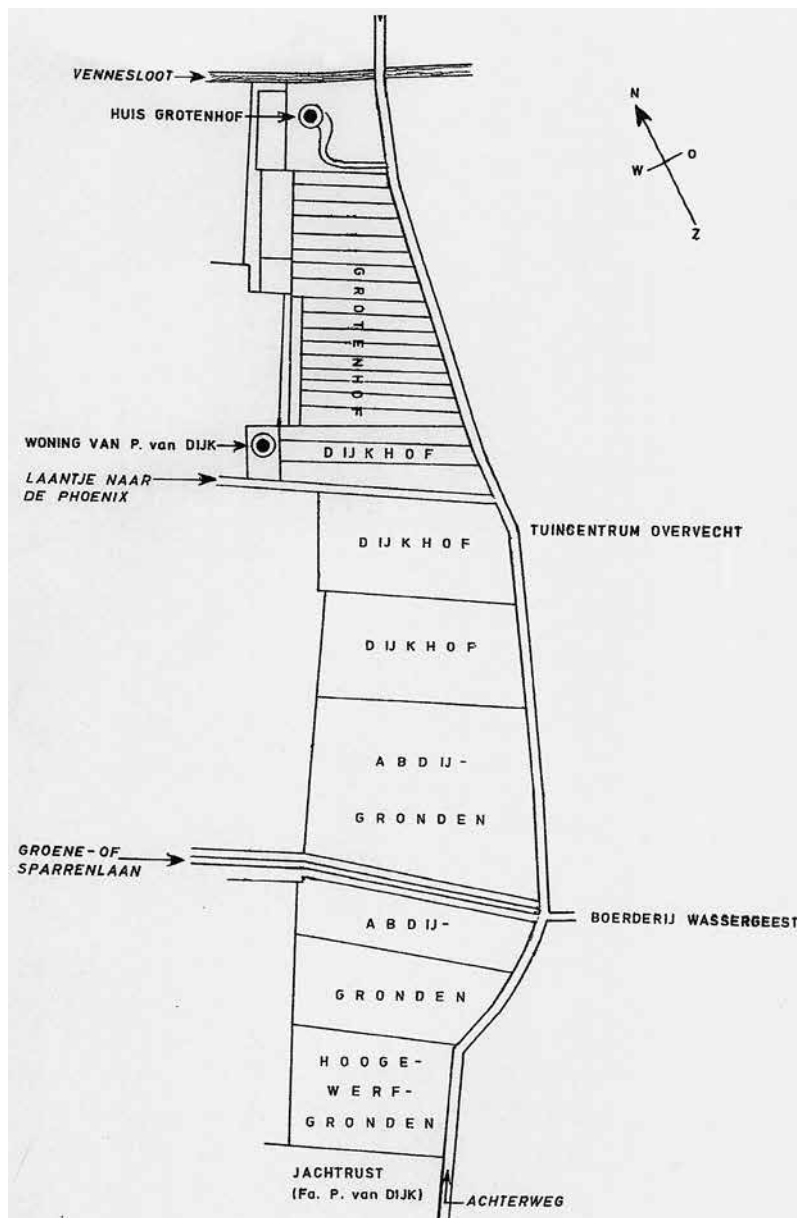 VENNESLOOT
HUIS GROTENHOF
N
O
W
Z
GROTENHOF
WONING VAN P. van DIJK
DIJKHOF
LAANTJE NAAR
DE PHOENIX
TUINCENTRUM OVERVECHT
DIJKHOF
DIJKHOF
ABDIJ-
GRONDEN
GROENE- OF
SPARRENLAAN
BOERDERIJ WASSERGEEST
ABDIJ-
GRONDEN
HOOGE-
WERF-
GRONDEN
JACHTRUST
(Fa. P. van DIJK)
ACHTERWEG